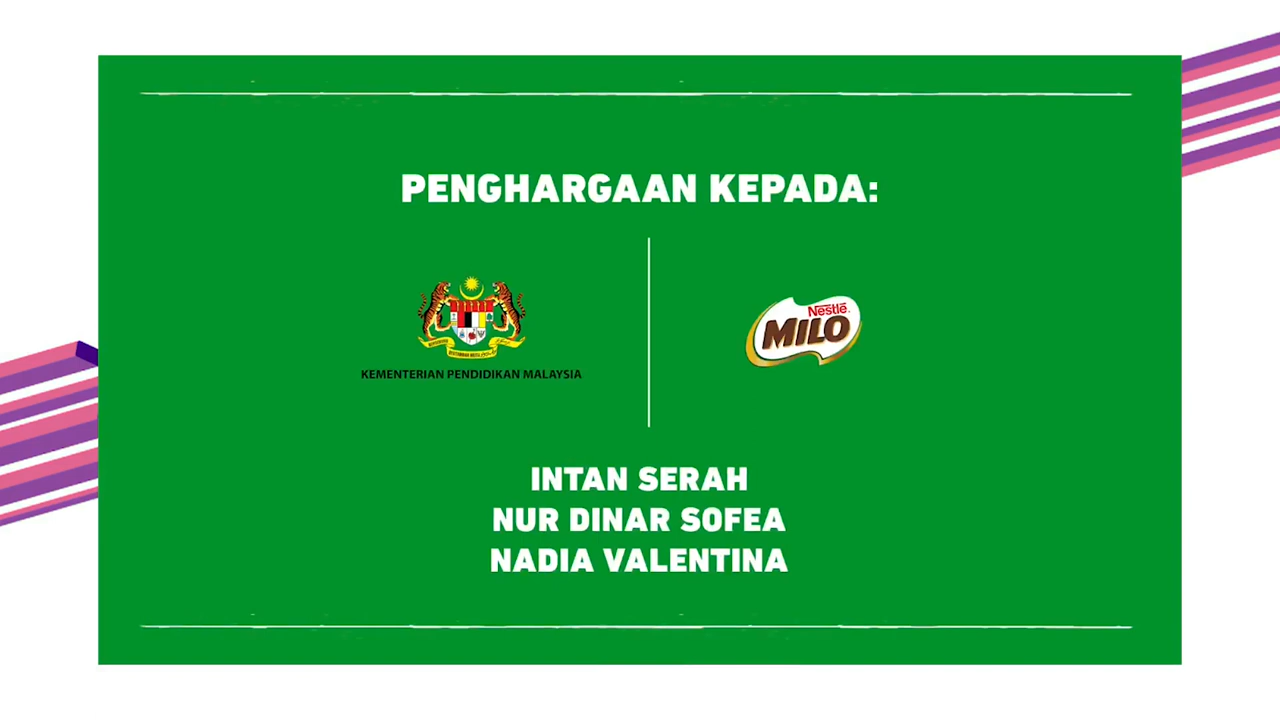 PENGHARGAAN KEPADA:
KEMENTERIAN PENDIDIKAN MALAYSIA
Nestlé
MILO
INTAN SERAH
NUR DINAR SOFEA
NADIA VALENTINA